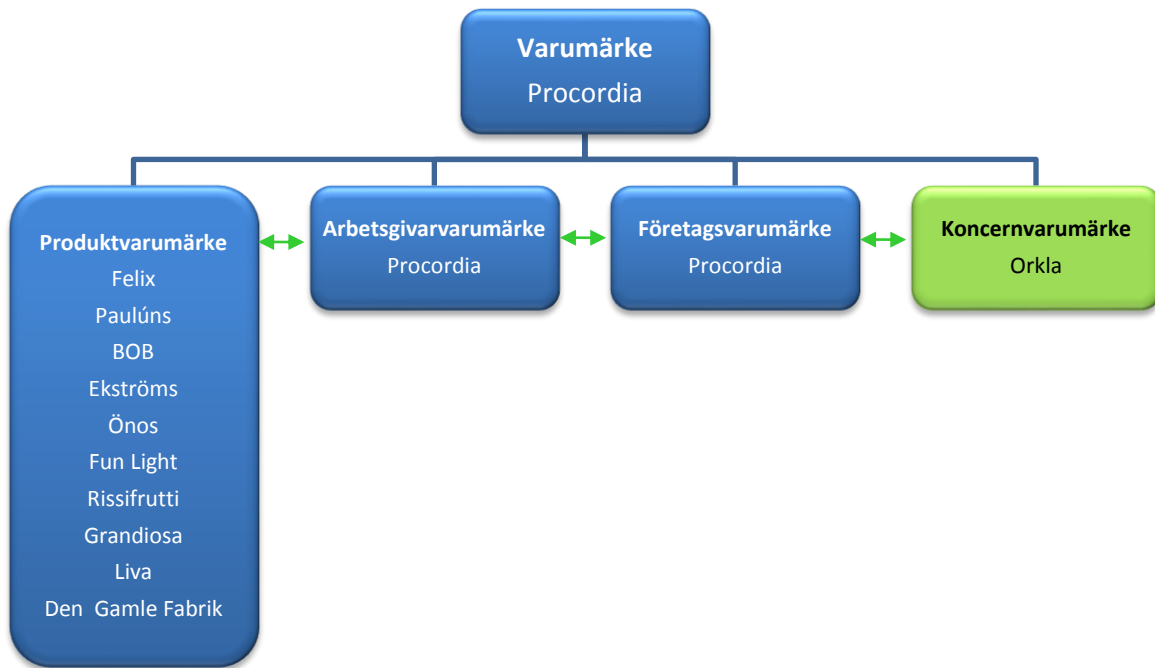 Varumärke
Procordia
Produktvarumärke
Felix
Paulúns
BOB
Ekströms
Önos
Fun Light
Rissifrutti
Grandiosa
Liva
Den Gamle Fabrik
Arbetsgivarvarumärke
Procordia
Företagsvarumärke
Procordia
Koncernvarumärke
Orkla